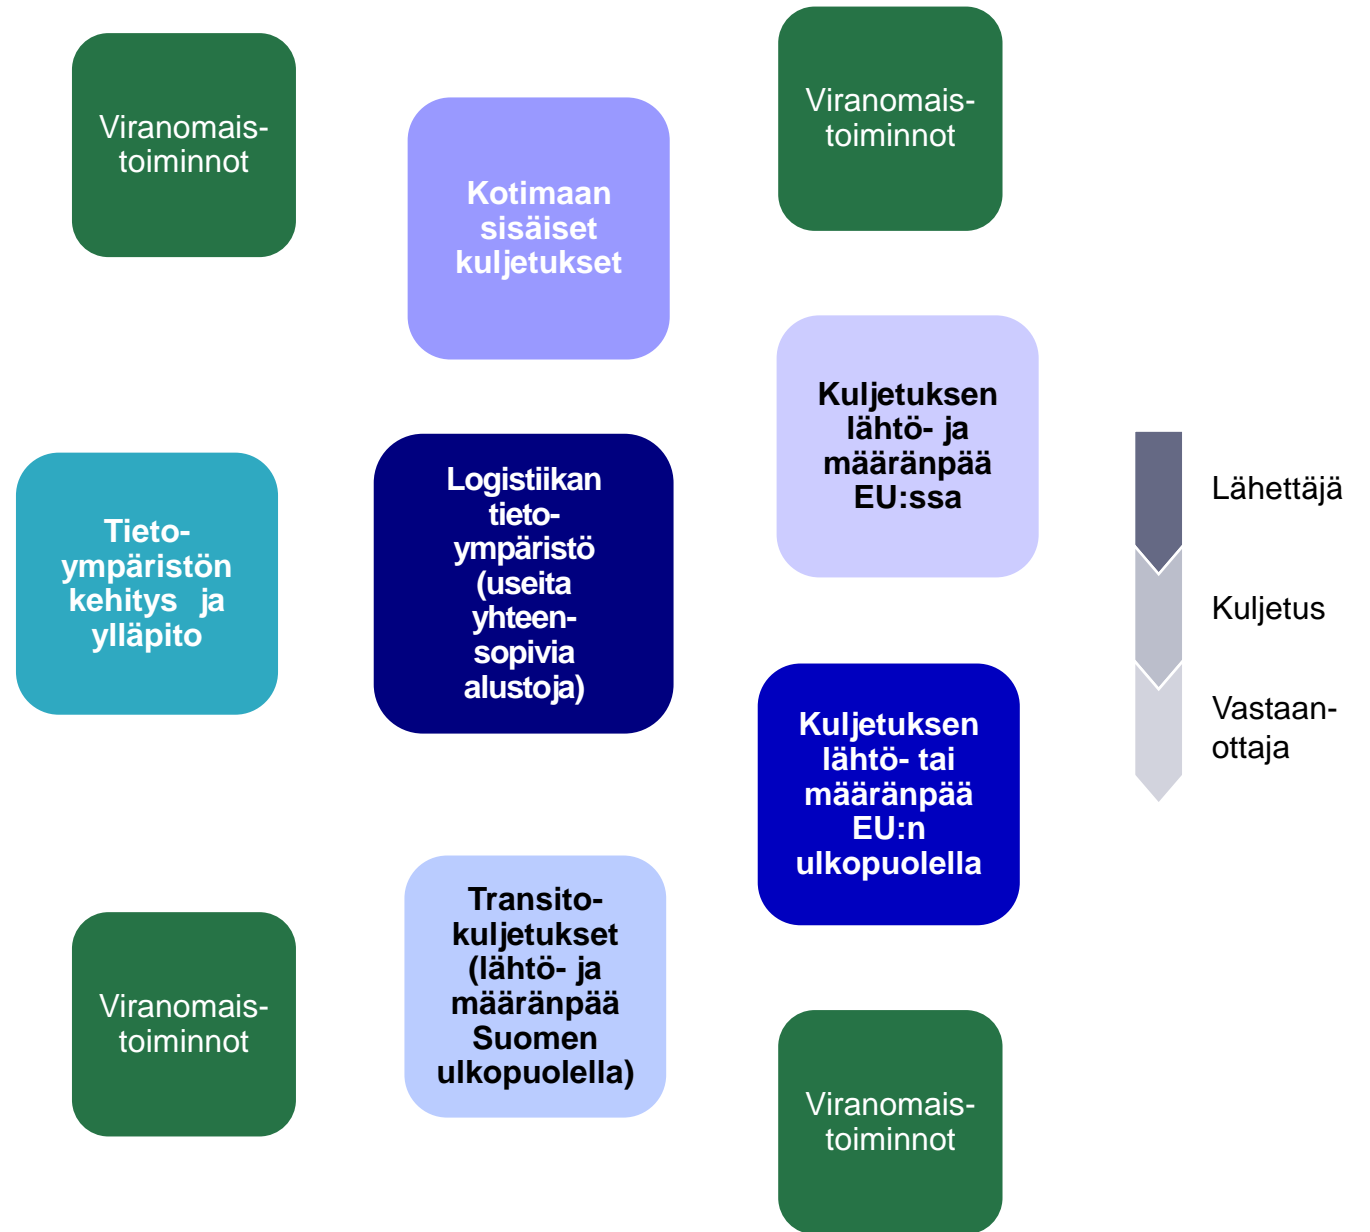 Viranomais-
toiminnot
Kotimaan
sisäiset
kuljetukset
Viranomais-
toiminnot
Tieto-
ympäristön
kehitys ja
ylläpito
Logistiikan
tieto-
ympäristö
(useita
yhteen-
sopivia
alustoja)
Kuljetuksen
lähtö- ja
määränpää
EU:ssa
Kuljetuksen
lähtö- tai
määränpää
EU:n
ulkopuolella
Lähettäjä
Kuljetus
Vastaan-
ottaja
Viranomais-
toiminnot
Transito-
kuljetukset
(lähtö- ja
määränpää
Suomen
ulkopuolella)
Viranomais-
toiminnot